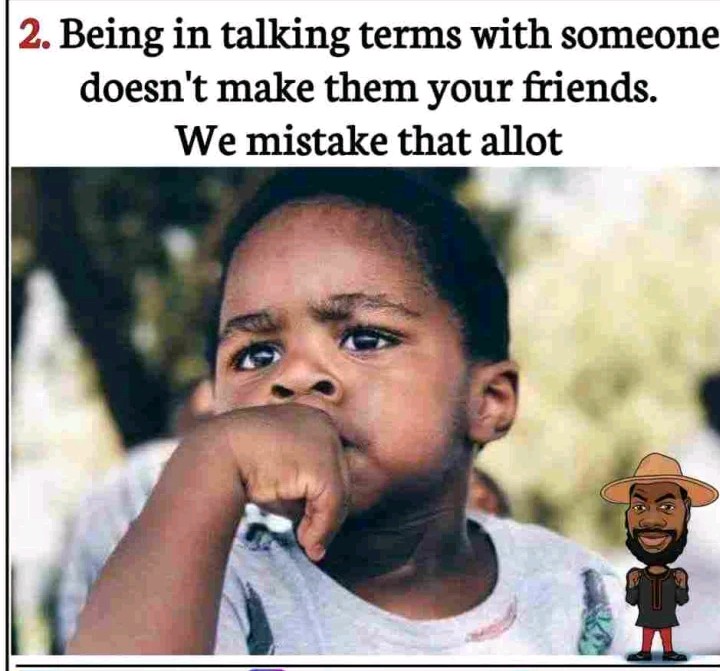 2. Being in talking terms with someone
doesn't make them your friends.
We mistake that allot